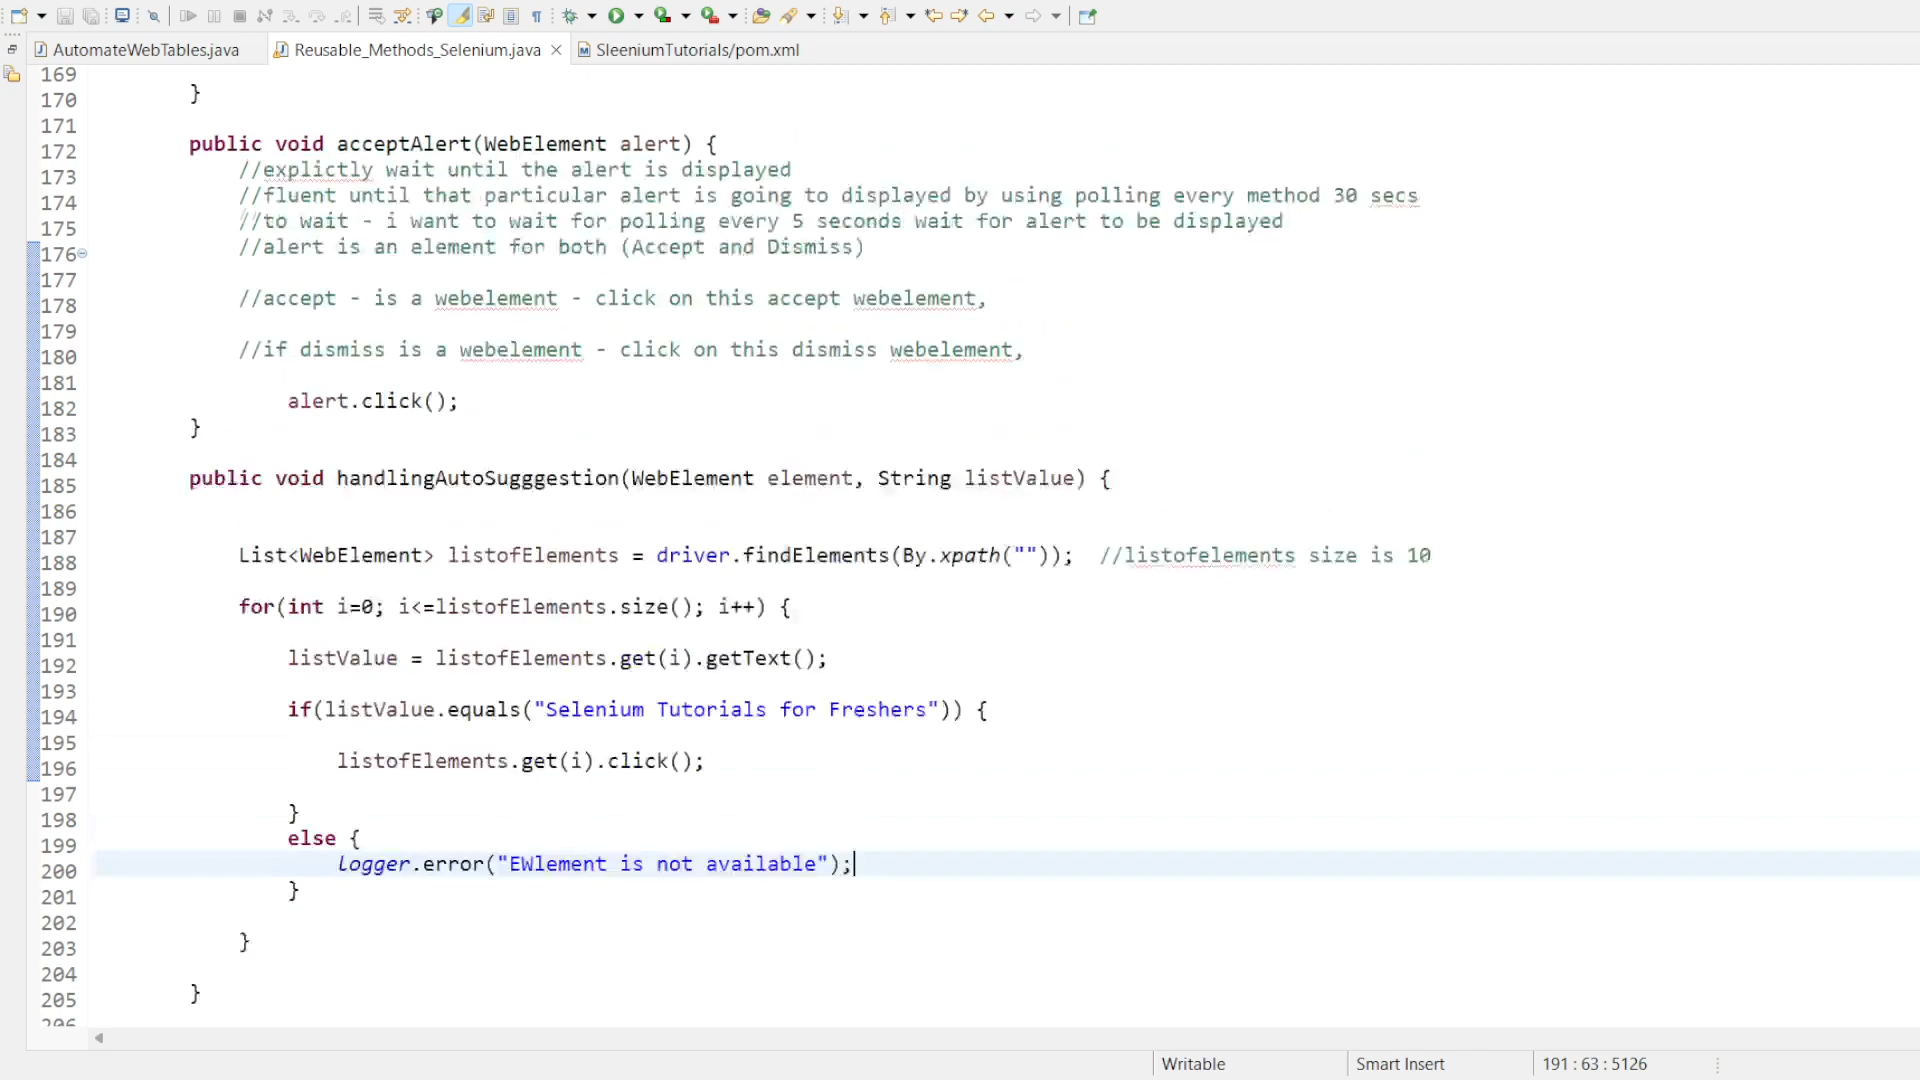 AutomateWebTables.java
Reusable_Methods_Selenium.java
SleeniumTutorials/pom.xml
169
170 }
171
172 public void acceptAlert(WebElement alert) {
173 //explictly wait until the alert is displayed
174 //fluent until that particular alert is going to displayed by using polling every method 30 secs
175 //to wait - i want to wait for polling every 5 seconds wait for alert to be displayed
176 //alert is an element for both (Accept and Dismiss)
177
178 //accept - is a webelement - click on this accept webelement,
179
180 //if dismiss is a webelement - click on this dismiss webelement,
181
182 alert.click();
183 }
184
185 public void handlingAutoSugggestion(WebElement element, String listValue) {
186
187
188 List<WebElement> listofElements = driver.findElements(By.xpath("")); //listofelements size is 10
189
190 for(int i=0; i<=listofElements.size(); i++) {
191
192 listValue = listofElements.get(i).getText();
193
194 if(listValue.equals("Selenium Tutorials for Freshers")) {
195
196 listofElements.get(i).click();
197
198 }
199 else {
200 Logger.error("EWlement is not available");
201 }
202
203 }
204
205 }
206
Writable
Smart Insert
191 : 63 : 5126